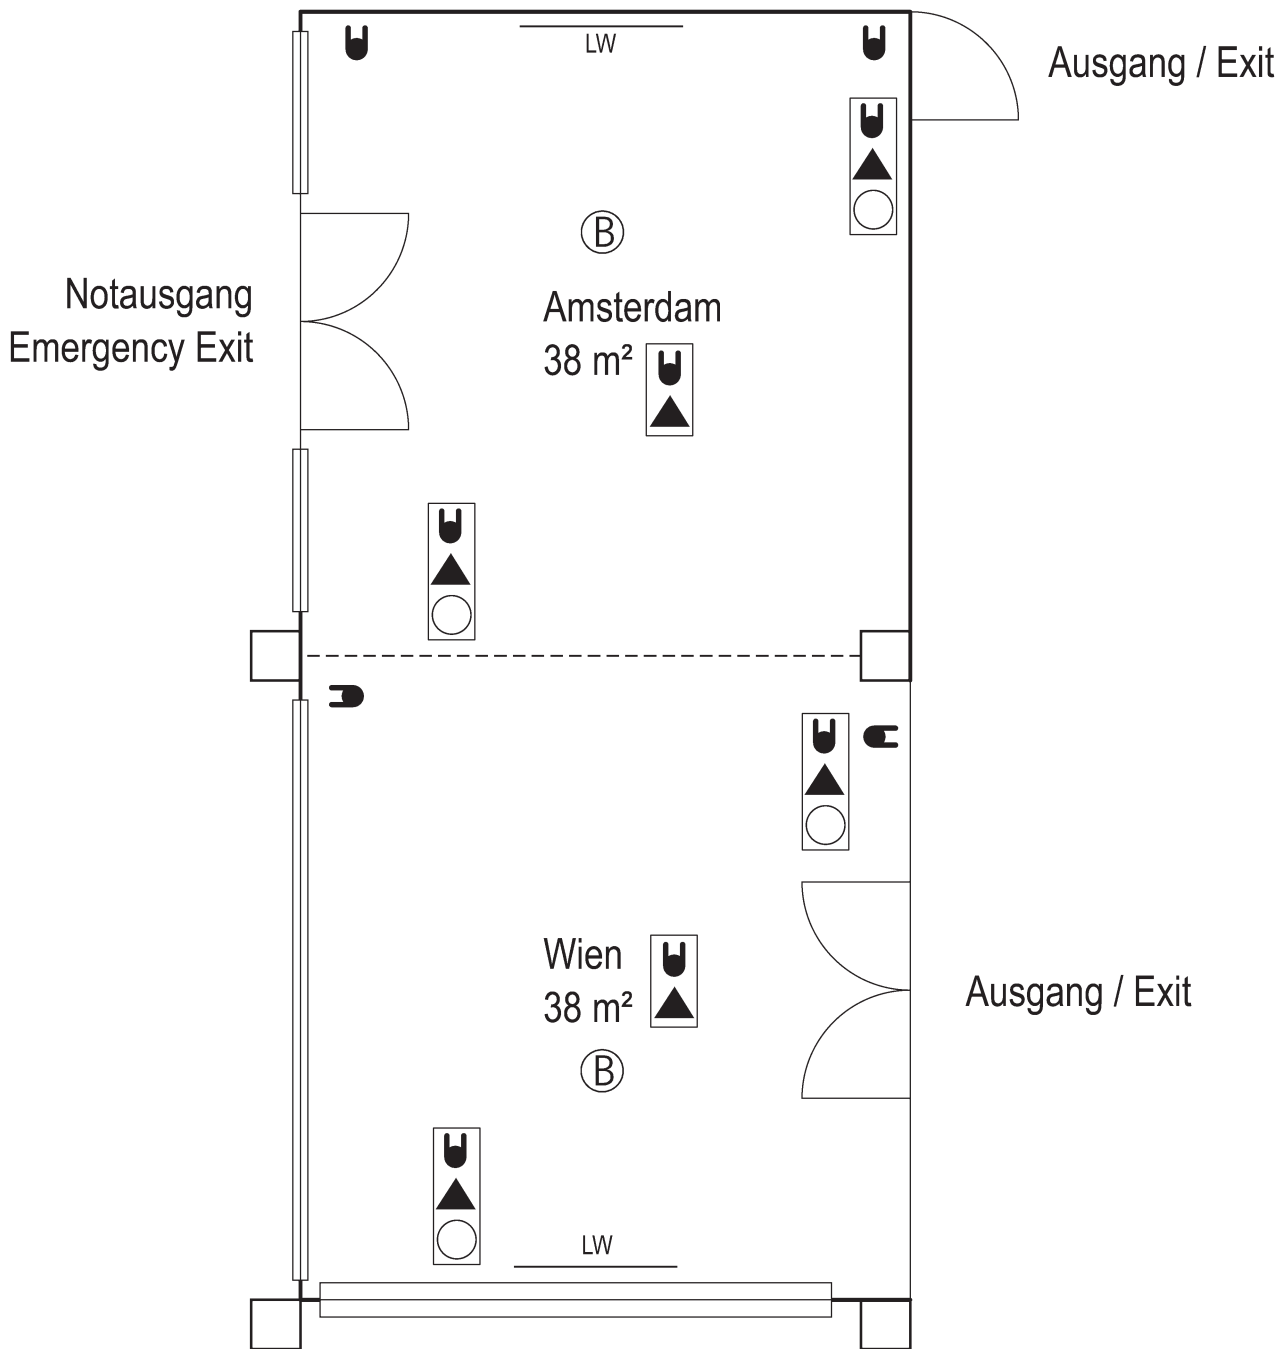 LW
Ausgang / Exit
B
Notausgang
Emergency Exit
Amsterdam
38 m²
Wien
38 m²
Ausgang / Exit
B
LW